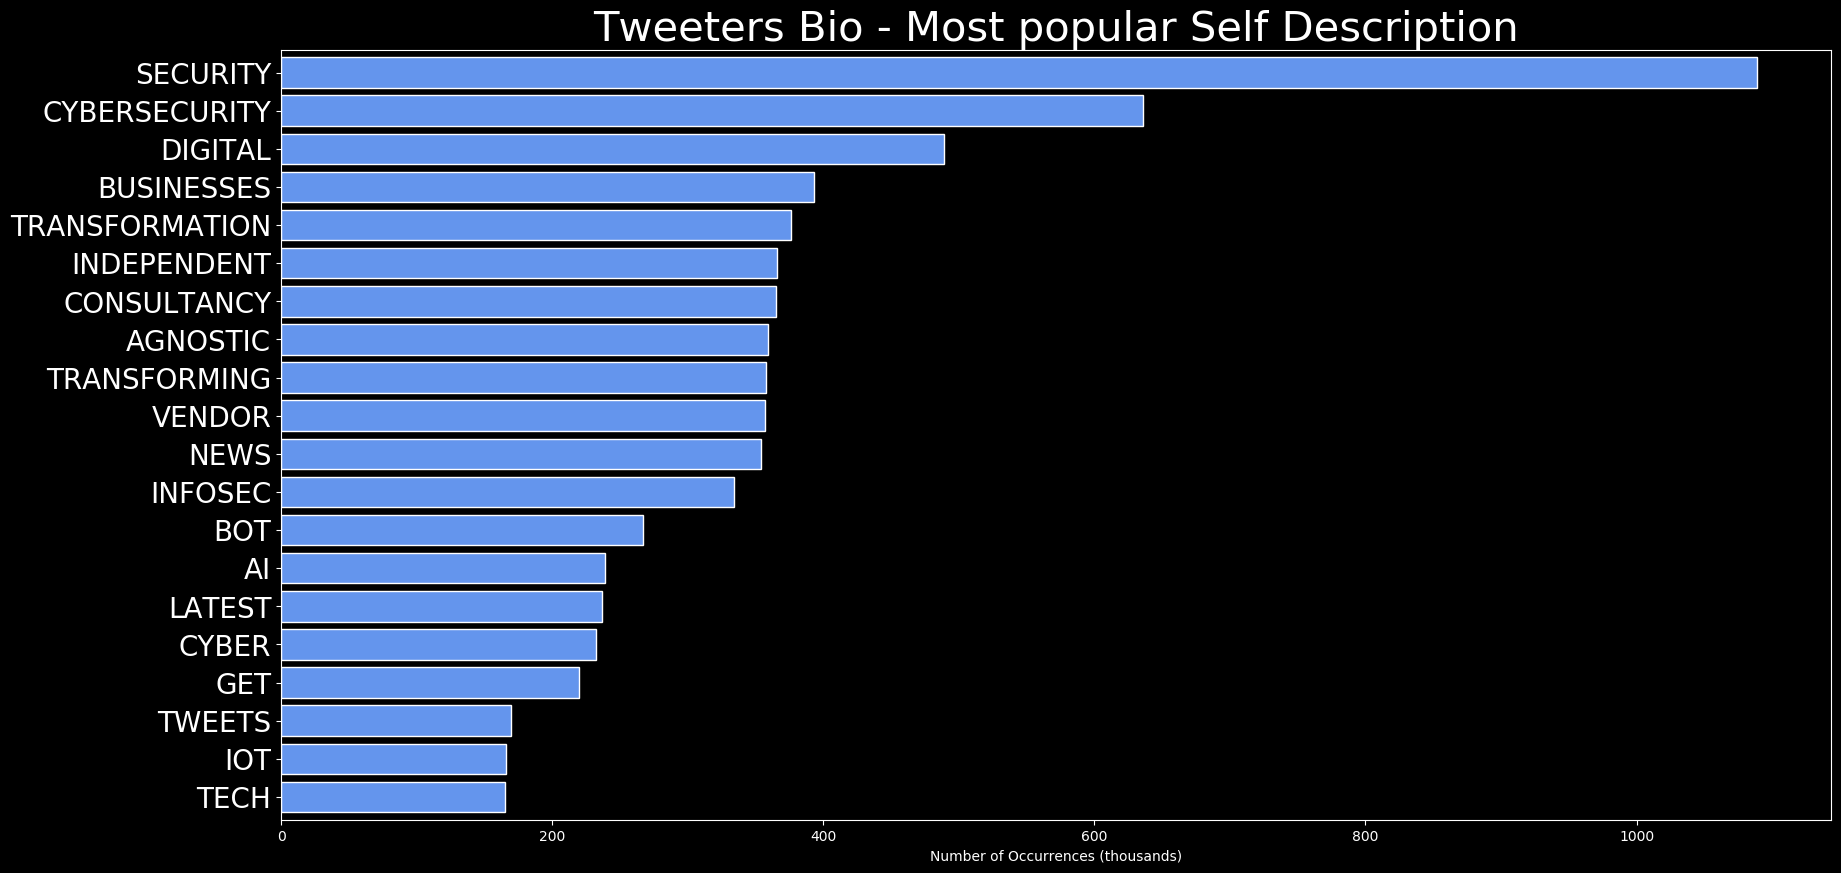 Tweeters Bio - Most popular Self Description
SECURITY
CYBERSECURITY
DIGITAL
BUSINESSES
TRANSFORMATION
INDEPENDENT
CONSULTANCY
AGNOSTIC
TRANSFORMING
VENDOR
NEWS
INFOSEC
BOT
AI
LATEST
CYBER
GET
TWEETS
IOT
TECH
0 200 400 600 800 1000
Number of Occurrences (thousands)